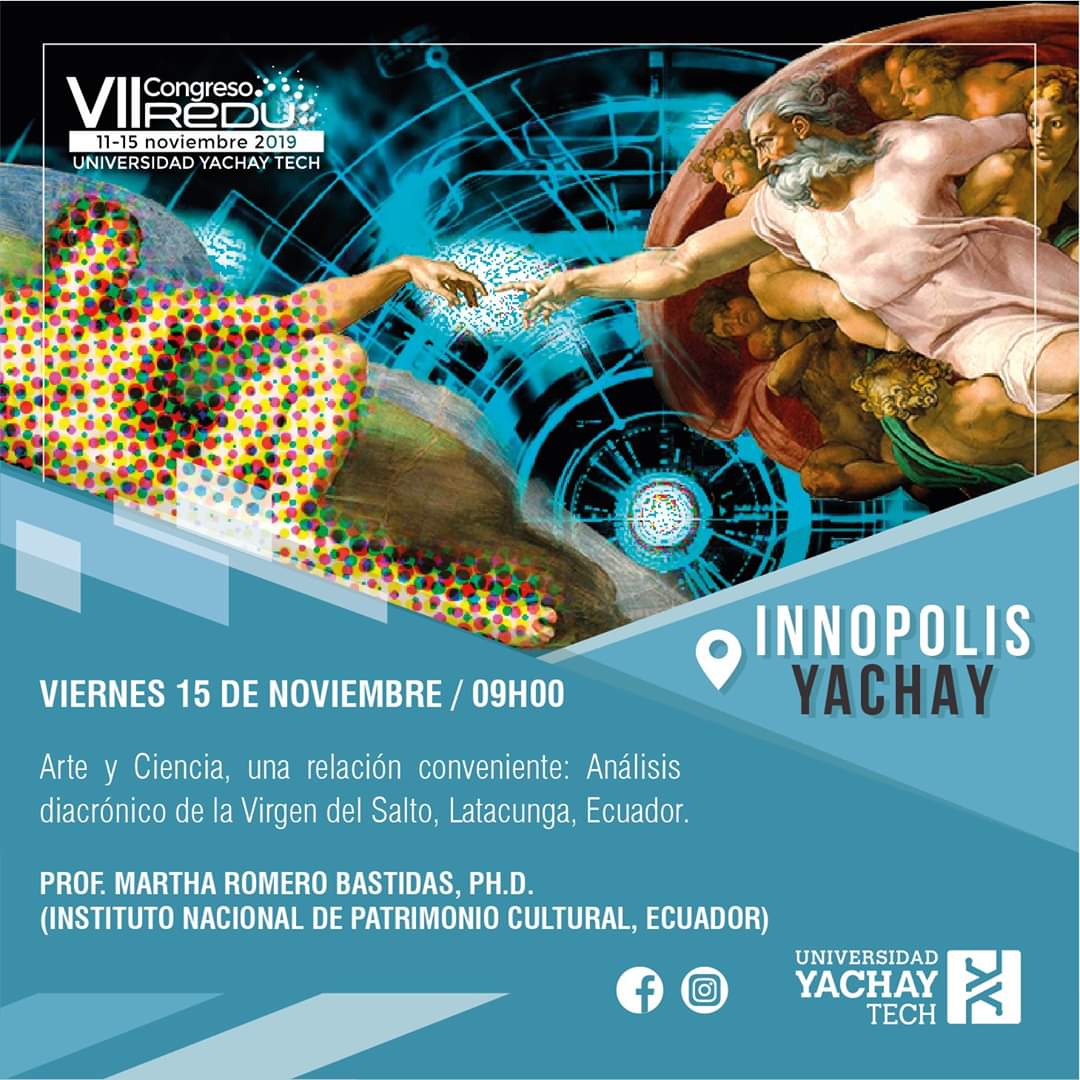 VII Congreso
REDU
11-15 noviembre 2019
UNIVERSIDAD YACHAY TECH
INNOPOLIS
YACHAY
VIERNES 15 DE NOVIEMBRE / 09H00
Arte y Ciencia, una relación conveniente: Análisis
diacrónico de la Virgen del Salto, Latacunga, Ecuador.
PROF. MARTHA ROMERO BASTIDAS, PH.D.
(INSTITUTO NACIONAL DE PATRIMONIO CULTURAL, ECUADOR)
UNIVERSIDAD
YACHAY
TECH